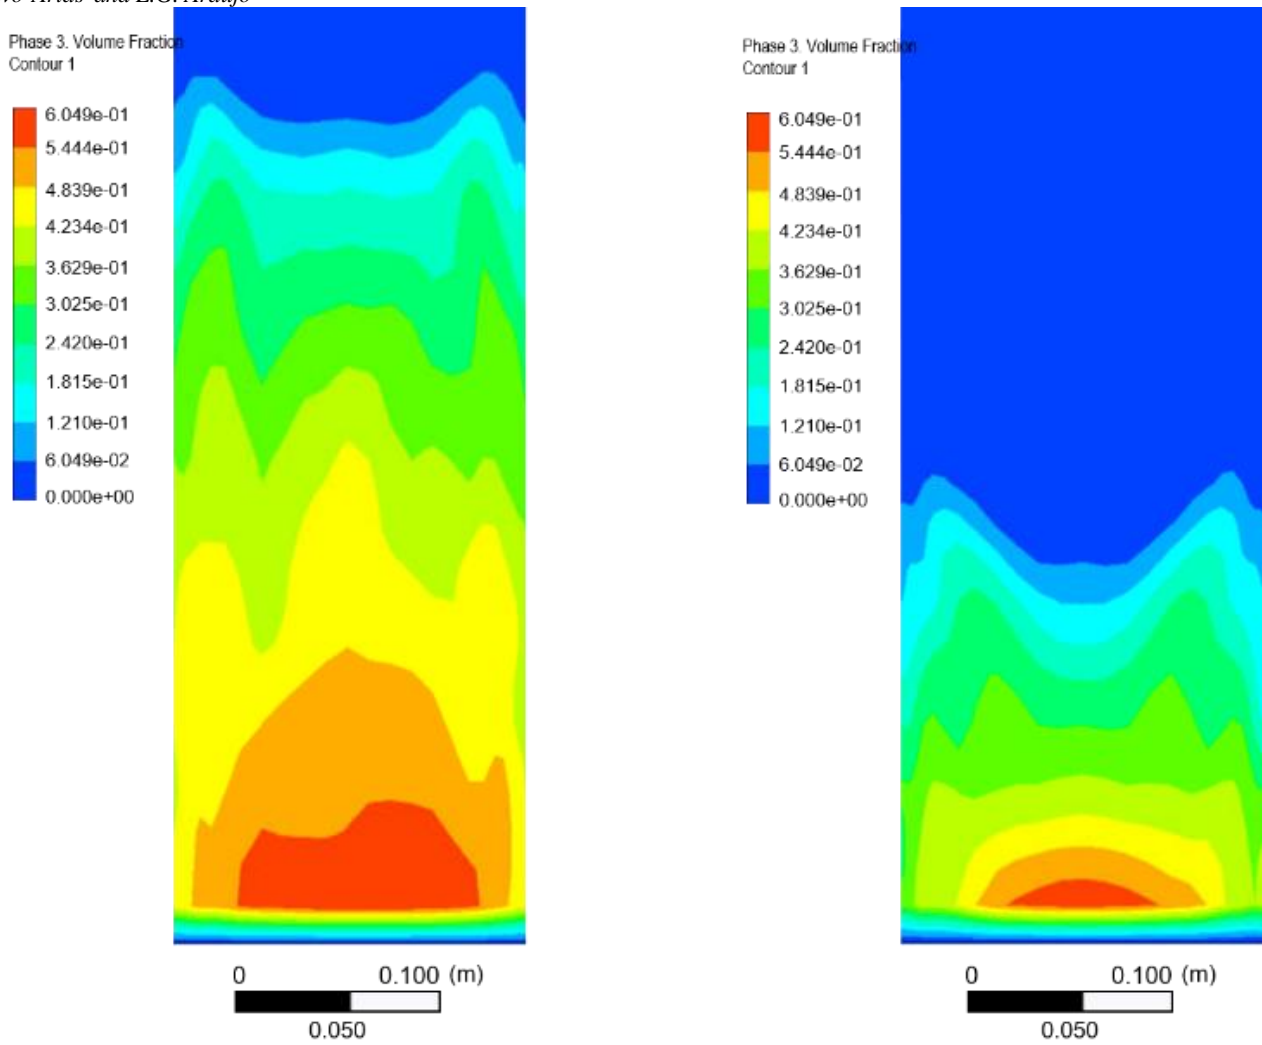 and L.G. Araújo
Phase 3. Volume Fraction
Contour 1
6.049e-01
5.444e-01
4.839e-01
4.234e-01
3.629e-01
3.025e-01
2.420e-01
1.815e-01
1.210e-01
6.049e-02
0.000e+00
0 0.100 (m)
0.050
Phase 3. Volume Fraction
Contour 1
6.049e-01
5.444e-01
4.839e-01
4.234e-01
3.629e-01
3.025e-01
2.420e-01
1.815e-01
1.210e-01
6.049e-02
0.000e+00
0 0.100 (m)
0.050